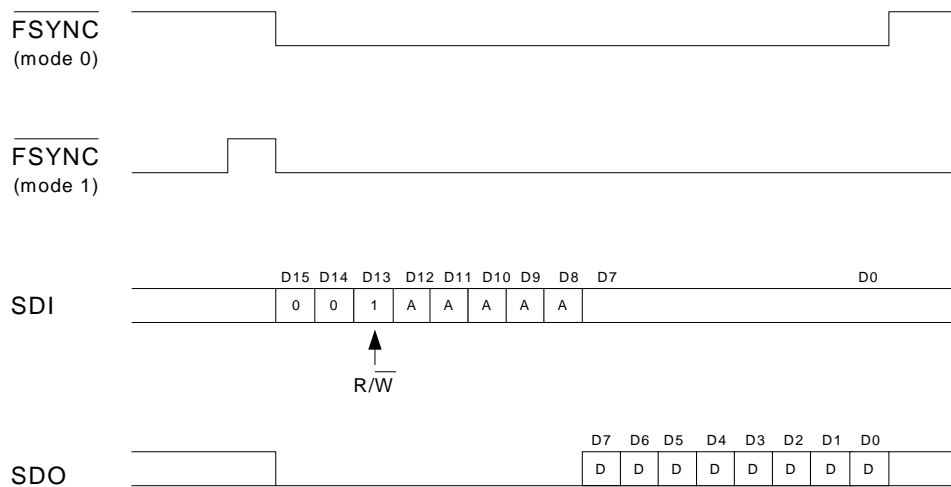 FSYNC
(mode 0)
FSYNC
(mode 1)
D15 D14 D13 D12 D11 D10 D9 D8 D7 D0
SDI
0 0 1 A A A A A
R/W
D7 D6 D5 D4 D3 D2 D1 D0
SDO
D D D D D D D D